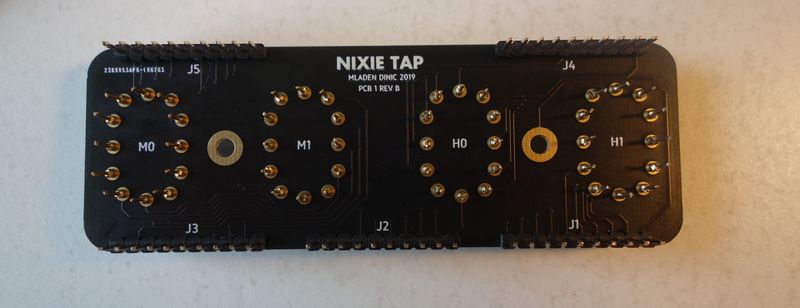 NIXIE TAP
MLADEN DINIC 2019
PCB 1 REV B
J5
J4
M0
M1
H0
H1
J3
J2
J1